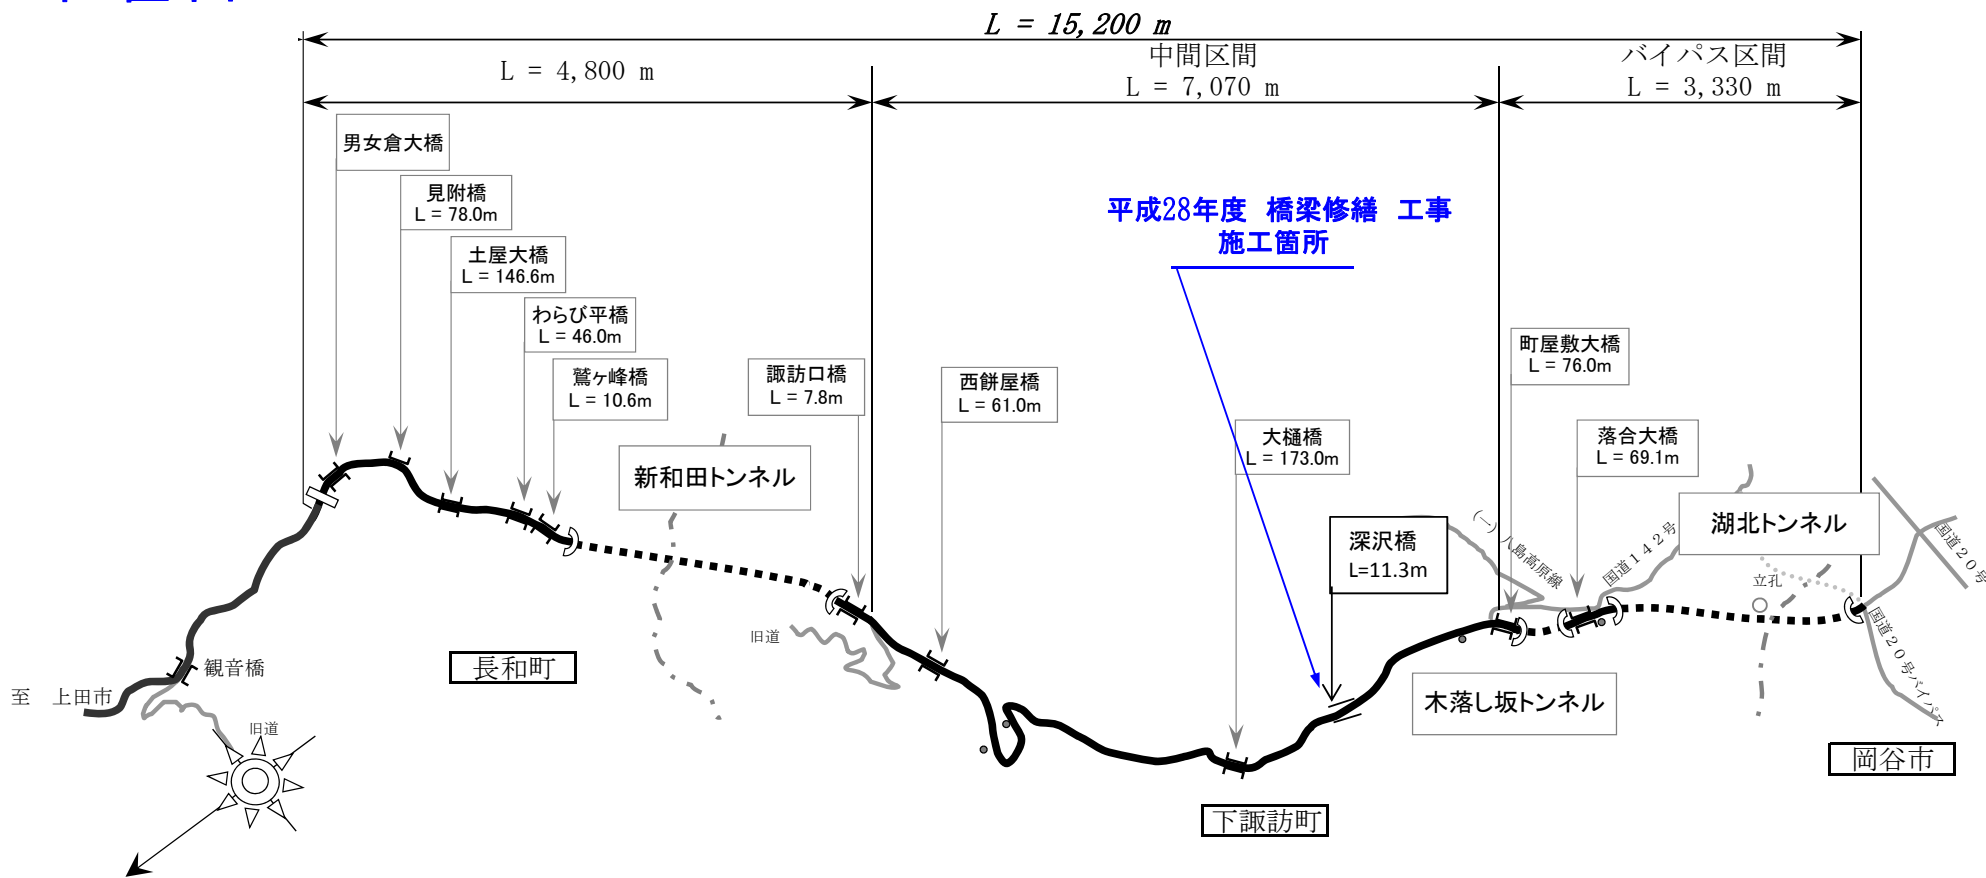 L = 15,200 m
中間区間
バイパス区間
L = 4,800 m
L = 7,070 m
L = 3,330 m
男女倉大橋
見附橋
L = 78.0m
土屋大橋
L = 146.6m
わらび平橋
L = 46.0m
鷲ヶ峰橋
L = 10.6m
新和田トンネル
諏訪口橋
L = 7.8m
西餅屋橋
L = 61.0m
平成28年度 橋梁修繕 工事
施工箇所
大樋橋
L = 173.0m
深沢橋
L=11.3m
町屋敷大橋
L = 76.0m
落合大橋
L = 69.1m
(一)八島高原線
国道142号
湖北トンネル
立孔
国道20号
国道20号バイパス
旧道
長和町
観音橋
至 上田市
旧道
木落し坂トンネル
岡谷市
下諏訪町